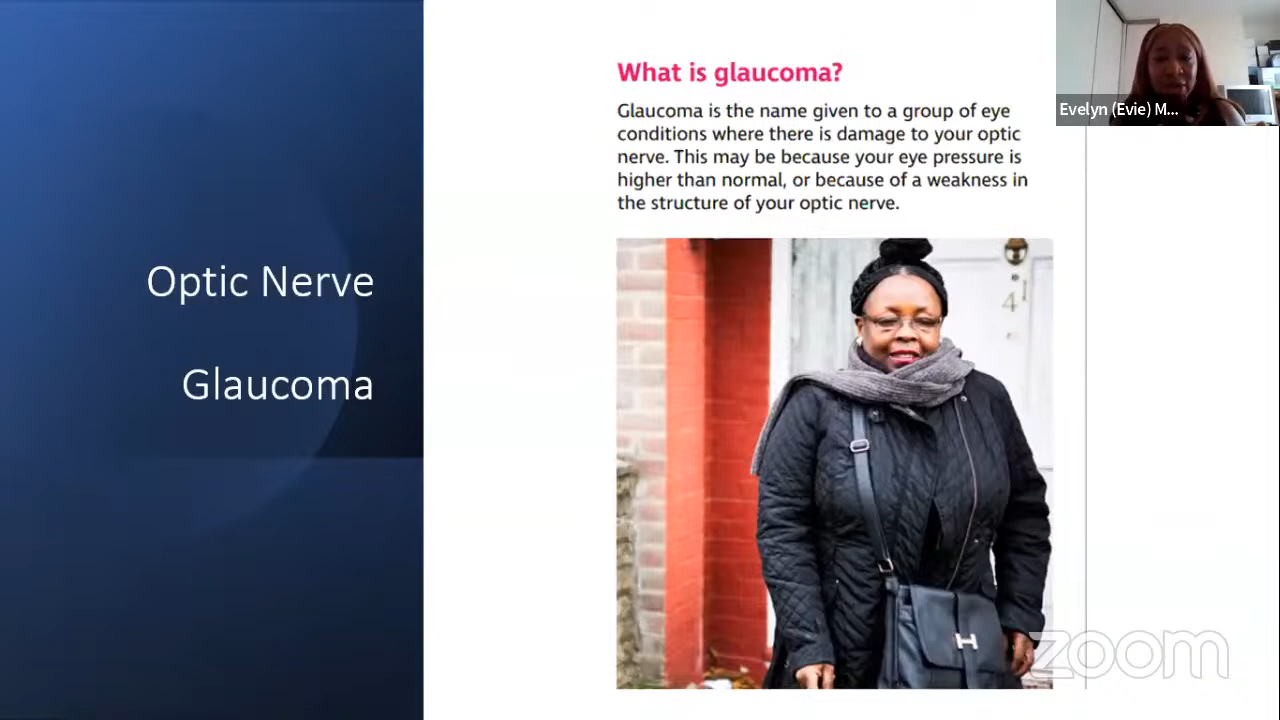 Optic Nerve
Glaucoma
What is glaucoma?
Glaucoma is the name given to a group of eye
conditions where there is damage to your optic
nerve. This may be because your eye pressure is
higher than normal, or because of a weakness in
the structure of your optic nerve.
Evelyn (Evie) M...
41
H
zoom